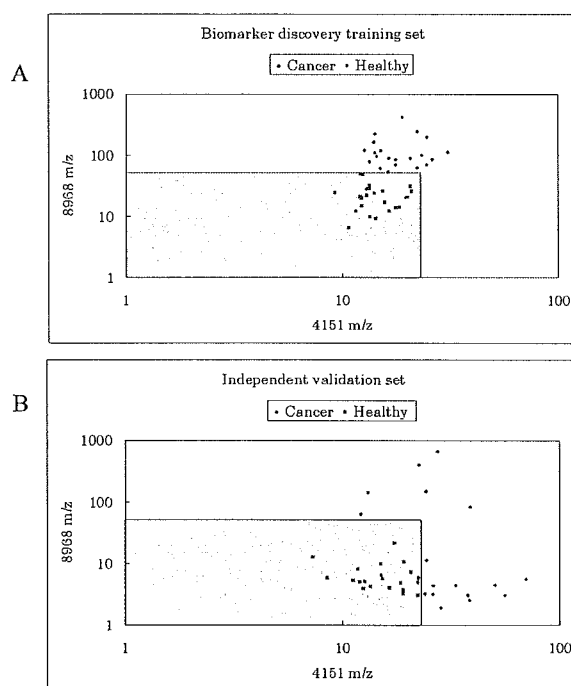 A
Biomarker discovery training set
Cancer Healthy
1000
100
10
1
8968 m/z
1 10 100
4151 m/z
B
Independent validation set
Cancer Healthy
1000
100
10
1
8968 m/z
1 10 100
4151 m/z